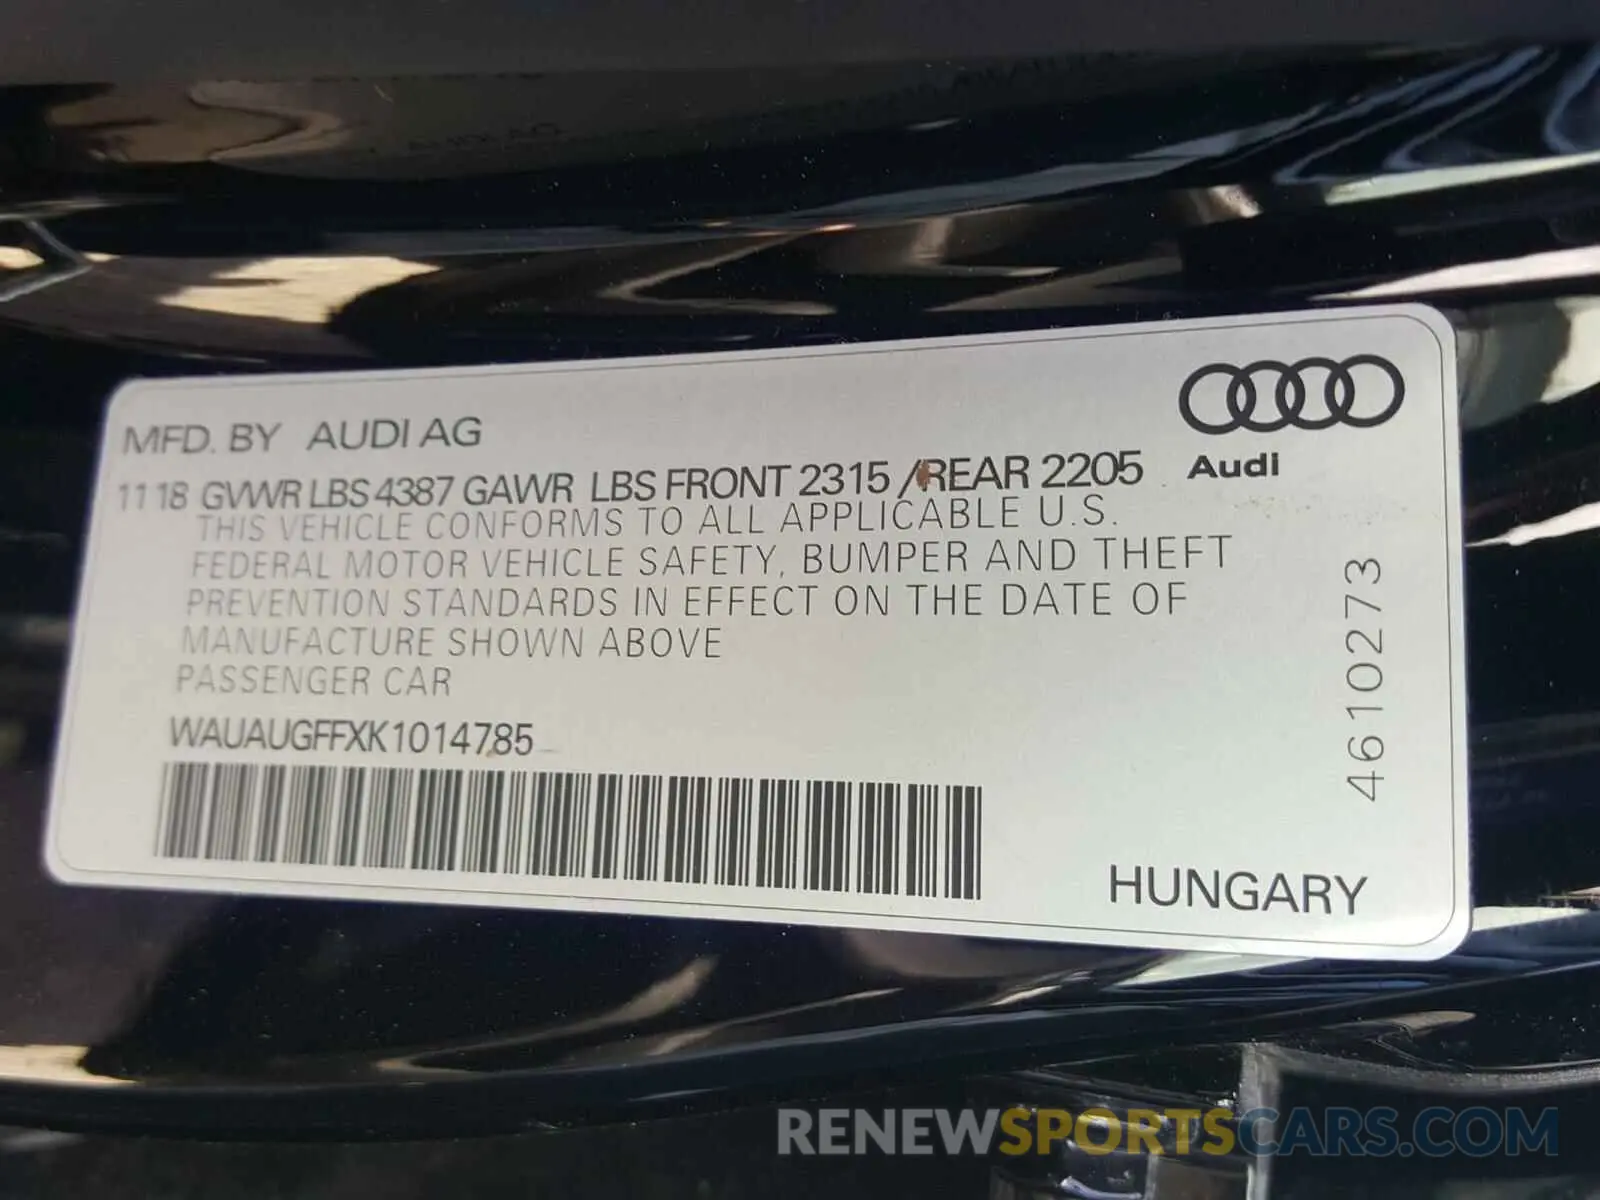 MFD. BY AUDI AG
11 18 GVWR LBS 4387 GAWR LBS FRONT 2315 /REAR 2205
Audi
THIS VEHICLE CONFORMS TO ALL APPLICABLE U.S.
FEDERAL MOTOR VEHICLE SAFETY, BUMPER AND THEFT
PREVENTION STANDARDS IN EFFECT ON THE DATE OF
MANUFACTURE SHOWN ABOVE
PASSENGER CAR
WAUAUGFFXK1014785
4610273
HUNGARY
RENEWSPORTSCARS.COM